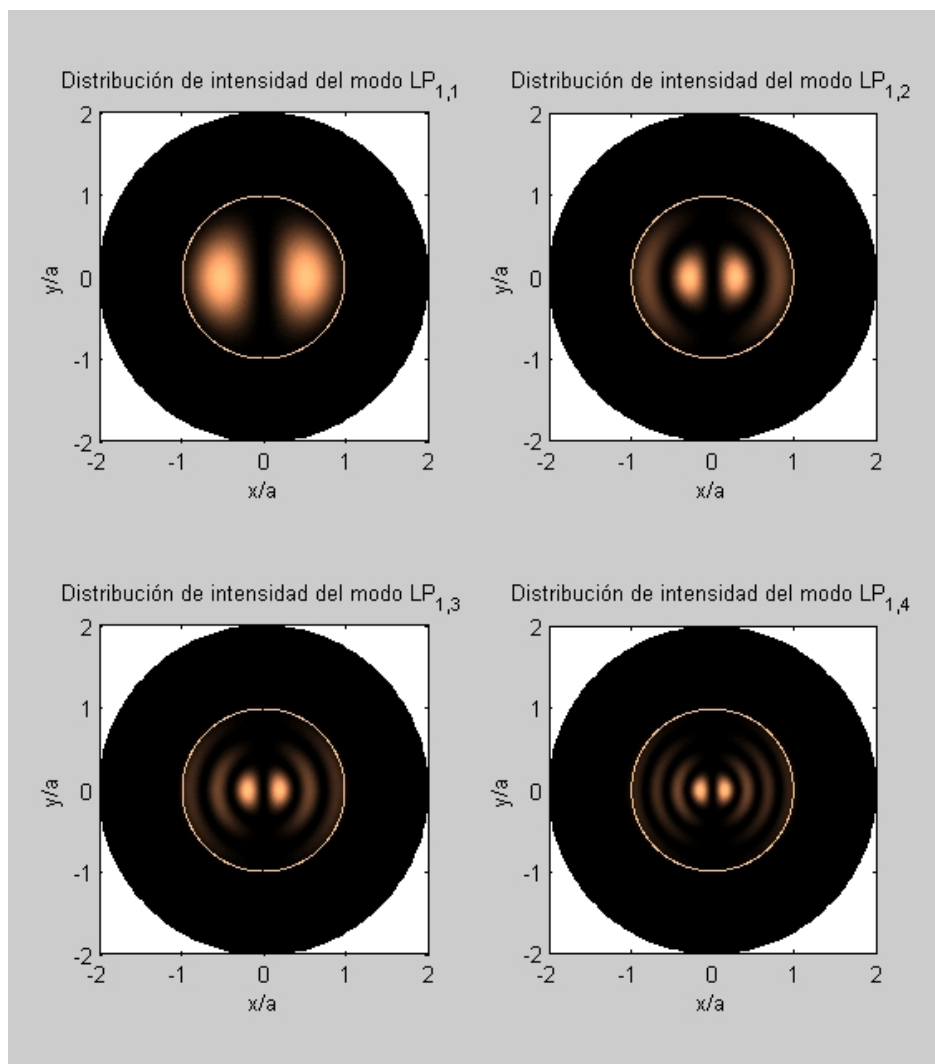 Distribución de intensidad del modo LP1,1
2
1
0
-1
-2
y/a
-2 -1 0 1 2
x/a
Distribución de intensidad del modo LP1,2
2
1
0
-1
-2
y/a
-2 -1 0 1 2
x/a
Distribución de intensidad del modo LP1,3
2
1
0
-1
-2
y/a
-2 -1 0 1 2
x/a
Distribución de intensidad del modo LP1,4
2
1
0
-1
-2
y/a
-2 -1 0 1 2
x/a